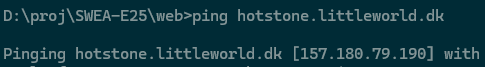 D:\proj\SWEA-E25\web>ping hotstone.littleworld.dk
Pinging hotstone.littleworld.dk [157.180.79.190] with